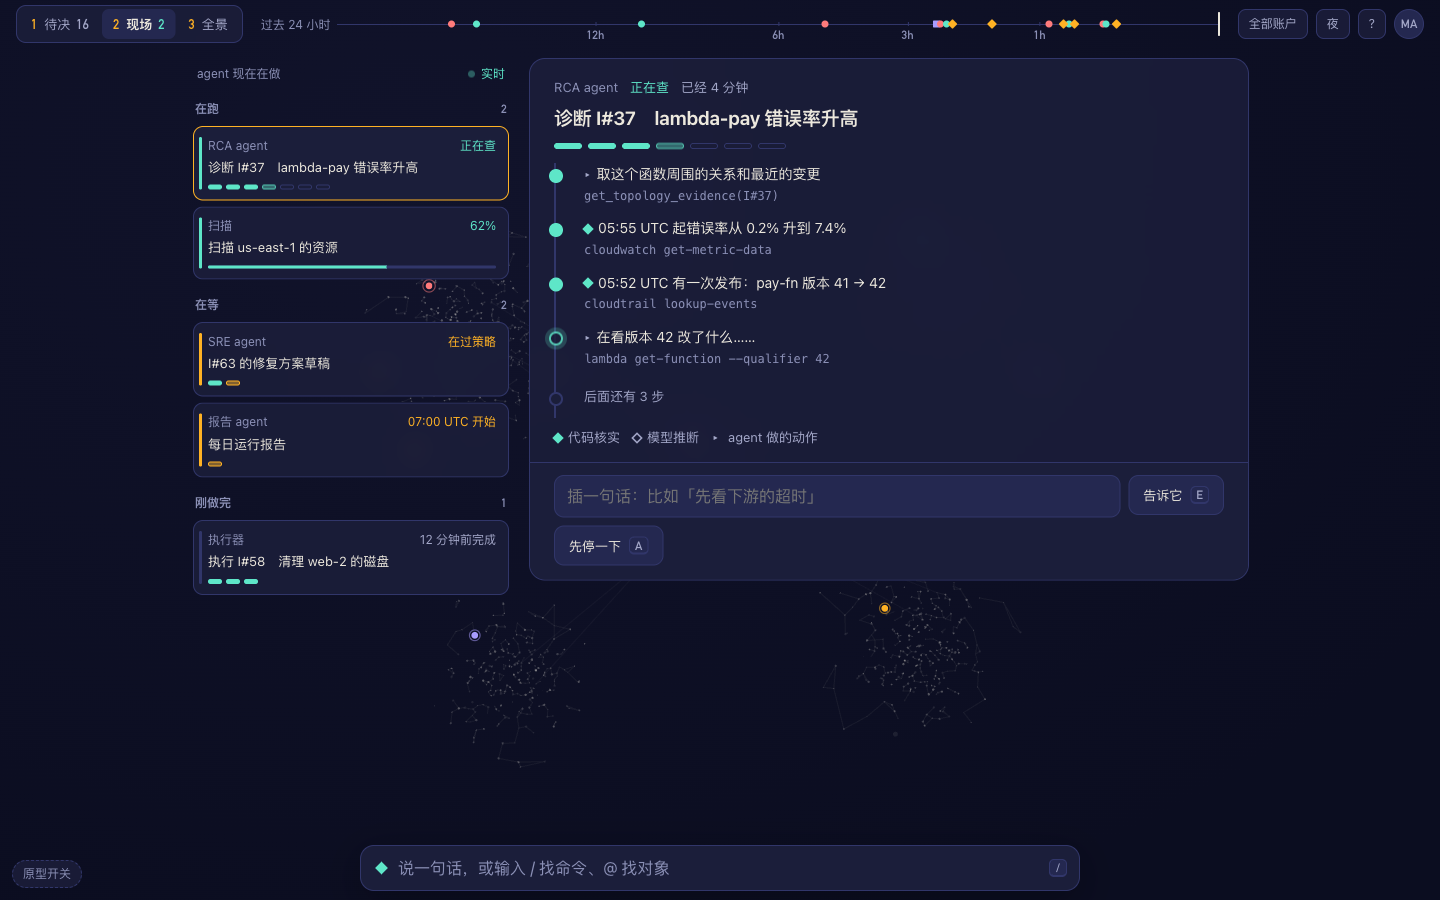 1 待决 16 2 现场 2 3 全景
过去 24 小时
12h 6h 3h 1h
全部账户 夜 ? MA
agent 现在在做 实时
在跑 2
RCA agent 正在查
诊断 I#37 lambda-pay 错误率升高
扫描 62%
扫描 us-east-1 的资源
在等 2
SRE agent 在过策略
I#63 的修复方案草稿
报告 agent 07:00 UTC 开始
每日运行报告
刚做完 1
执行器 12 分钟前完成
执行 I#58 清理 web-2 的磁盘
RCA agent 正在查 已经 4 分钟
诊断 I#37 lambda-pay 错误率升高
取这个函数周围的关系和最近的变更
get_topology_evidence(I#37)
05:55 UTC 起错误率从 0.2% 升到 7.4%
cloudwatch get-metric-data
05:52 UTC 有一次发布：pay-fn 版本 41 → 42
cloudtrail lookup-events
在看版本 42 改了什么……
lambda get-function --qualifier 42
后面还有 3 步
代码核实 模型推断 agent 做的动作
插一句话：比如「先看下游的超时」
告诉它 E
先停一下 A
说一句话，或输入 / 找命令、@ 找对象 /
原型开关